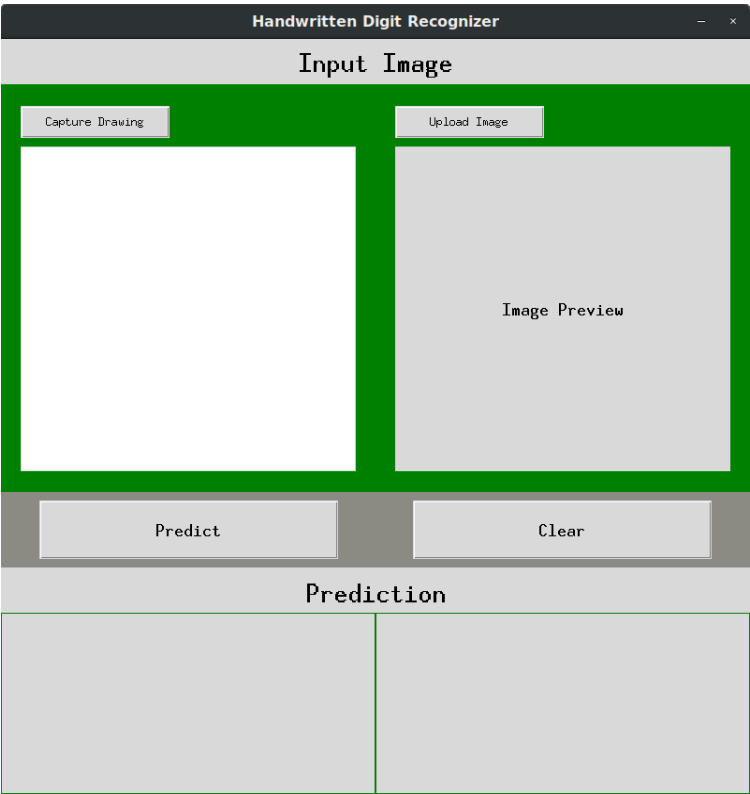 Handwritten Digit Recognizer
Input Image
Capture Drawing
Upload Image
Image Preview
Predict
Clear
Prediction